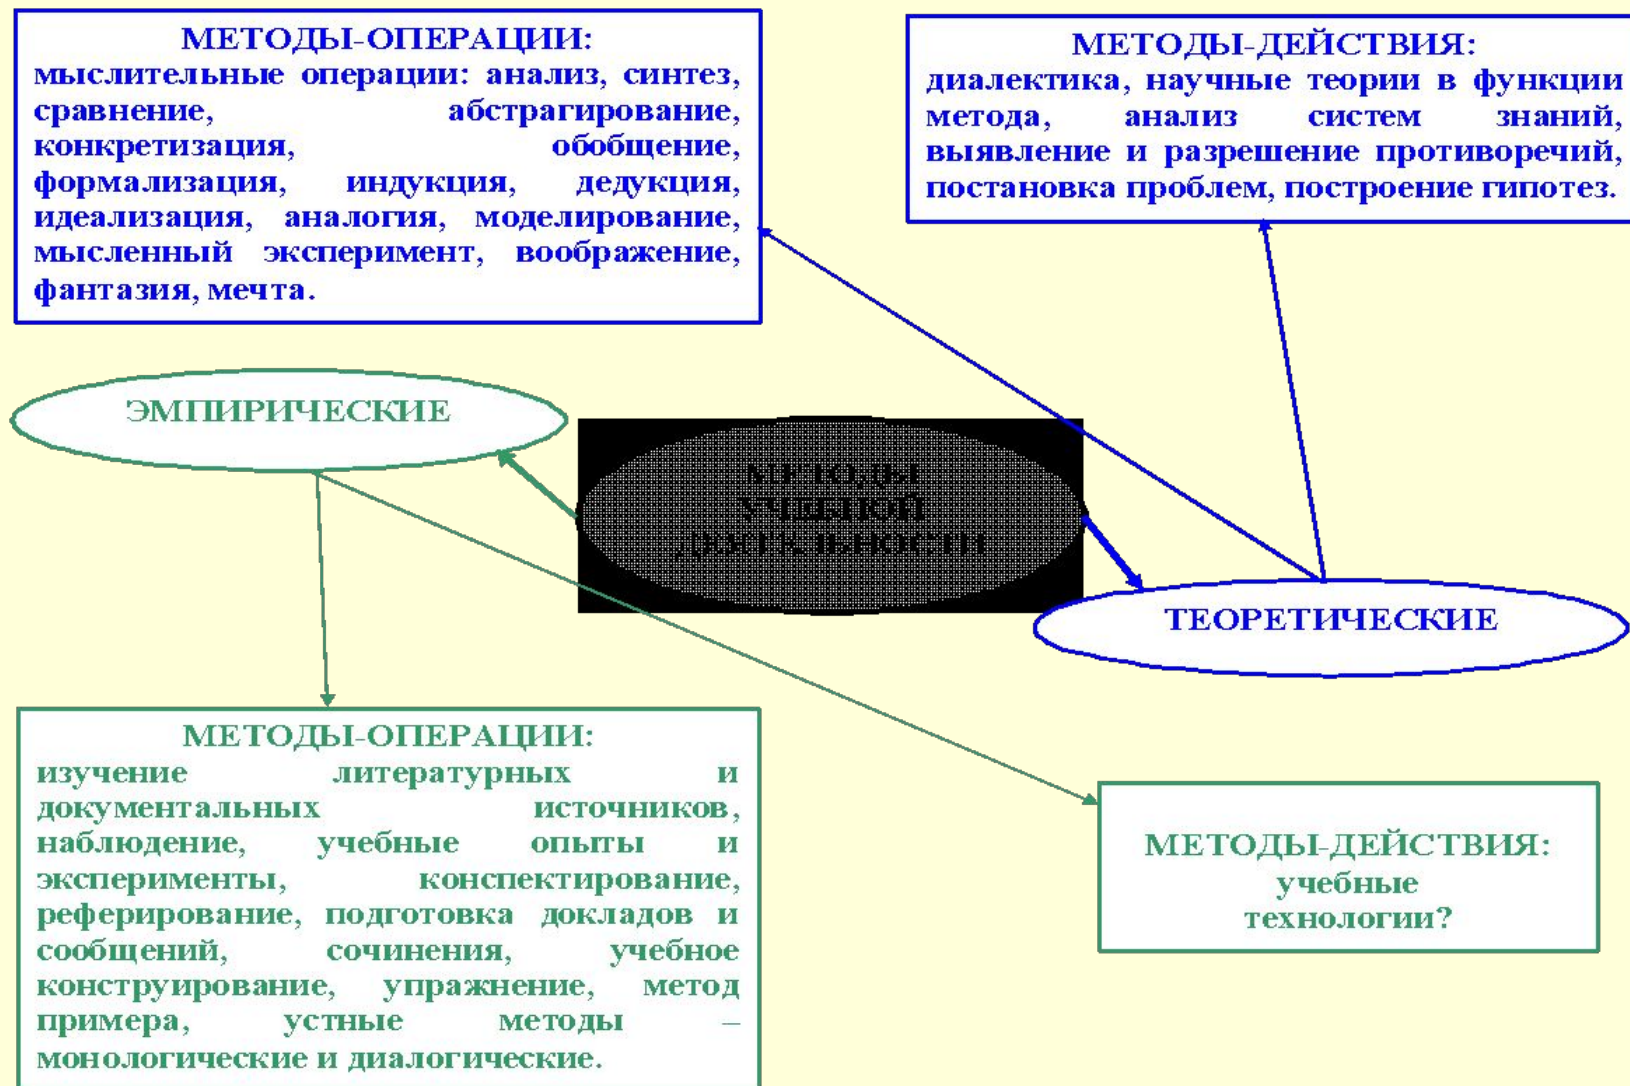 МЕТОДЫ-ОПЕРАЦИИ:
мыслительные операции: анализ, синтез,
сравнение, абстрагирование,
конкретизация, обобщение,
формализация, индукция, дедукция,
идеализация, аналогия, моделирование,
мысленный эксперимент, воображение,
фантазия, мечта.
МЕТОДЫ-ДЕЙСТВИЯ:
диалектика, научные теории в функции
метода, анализ систем знаний,
выявление и разрешение противоречий,
постановка проблем, построение гипотез.
ЭМПИРИЧЕСКИЕ
МЕТОДЫ
УЧЕБНОЙ
ДЕЯТЕЛЬНОСТИ
ТЕОРЕТИЧЕСКИЕ
МЕТОДЫ-ОПЕРАЦИИ:
изучение литературных и
документальных источников,
наблюдение, учебные опыты и
эксперименты, конспектирование,
реферирование, подготовка докладов и
сообщений, сочинения, учебное
конструирование, упражнение, метод
примера, устные методы –
монологические и диалогические.
МЕТОДЫ-ДЕЙСТВИЯ:
учебные
технологии?